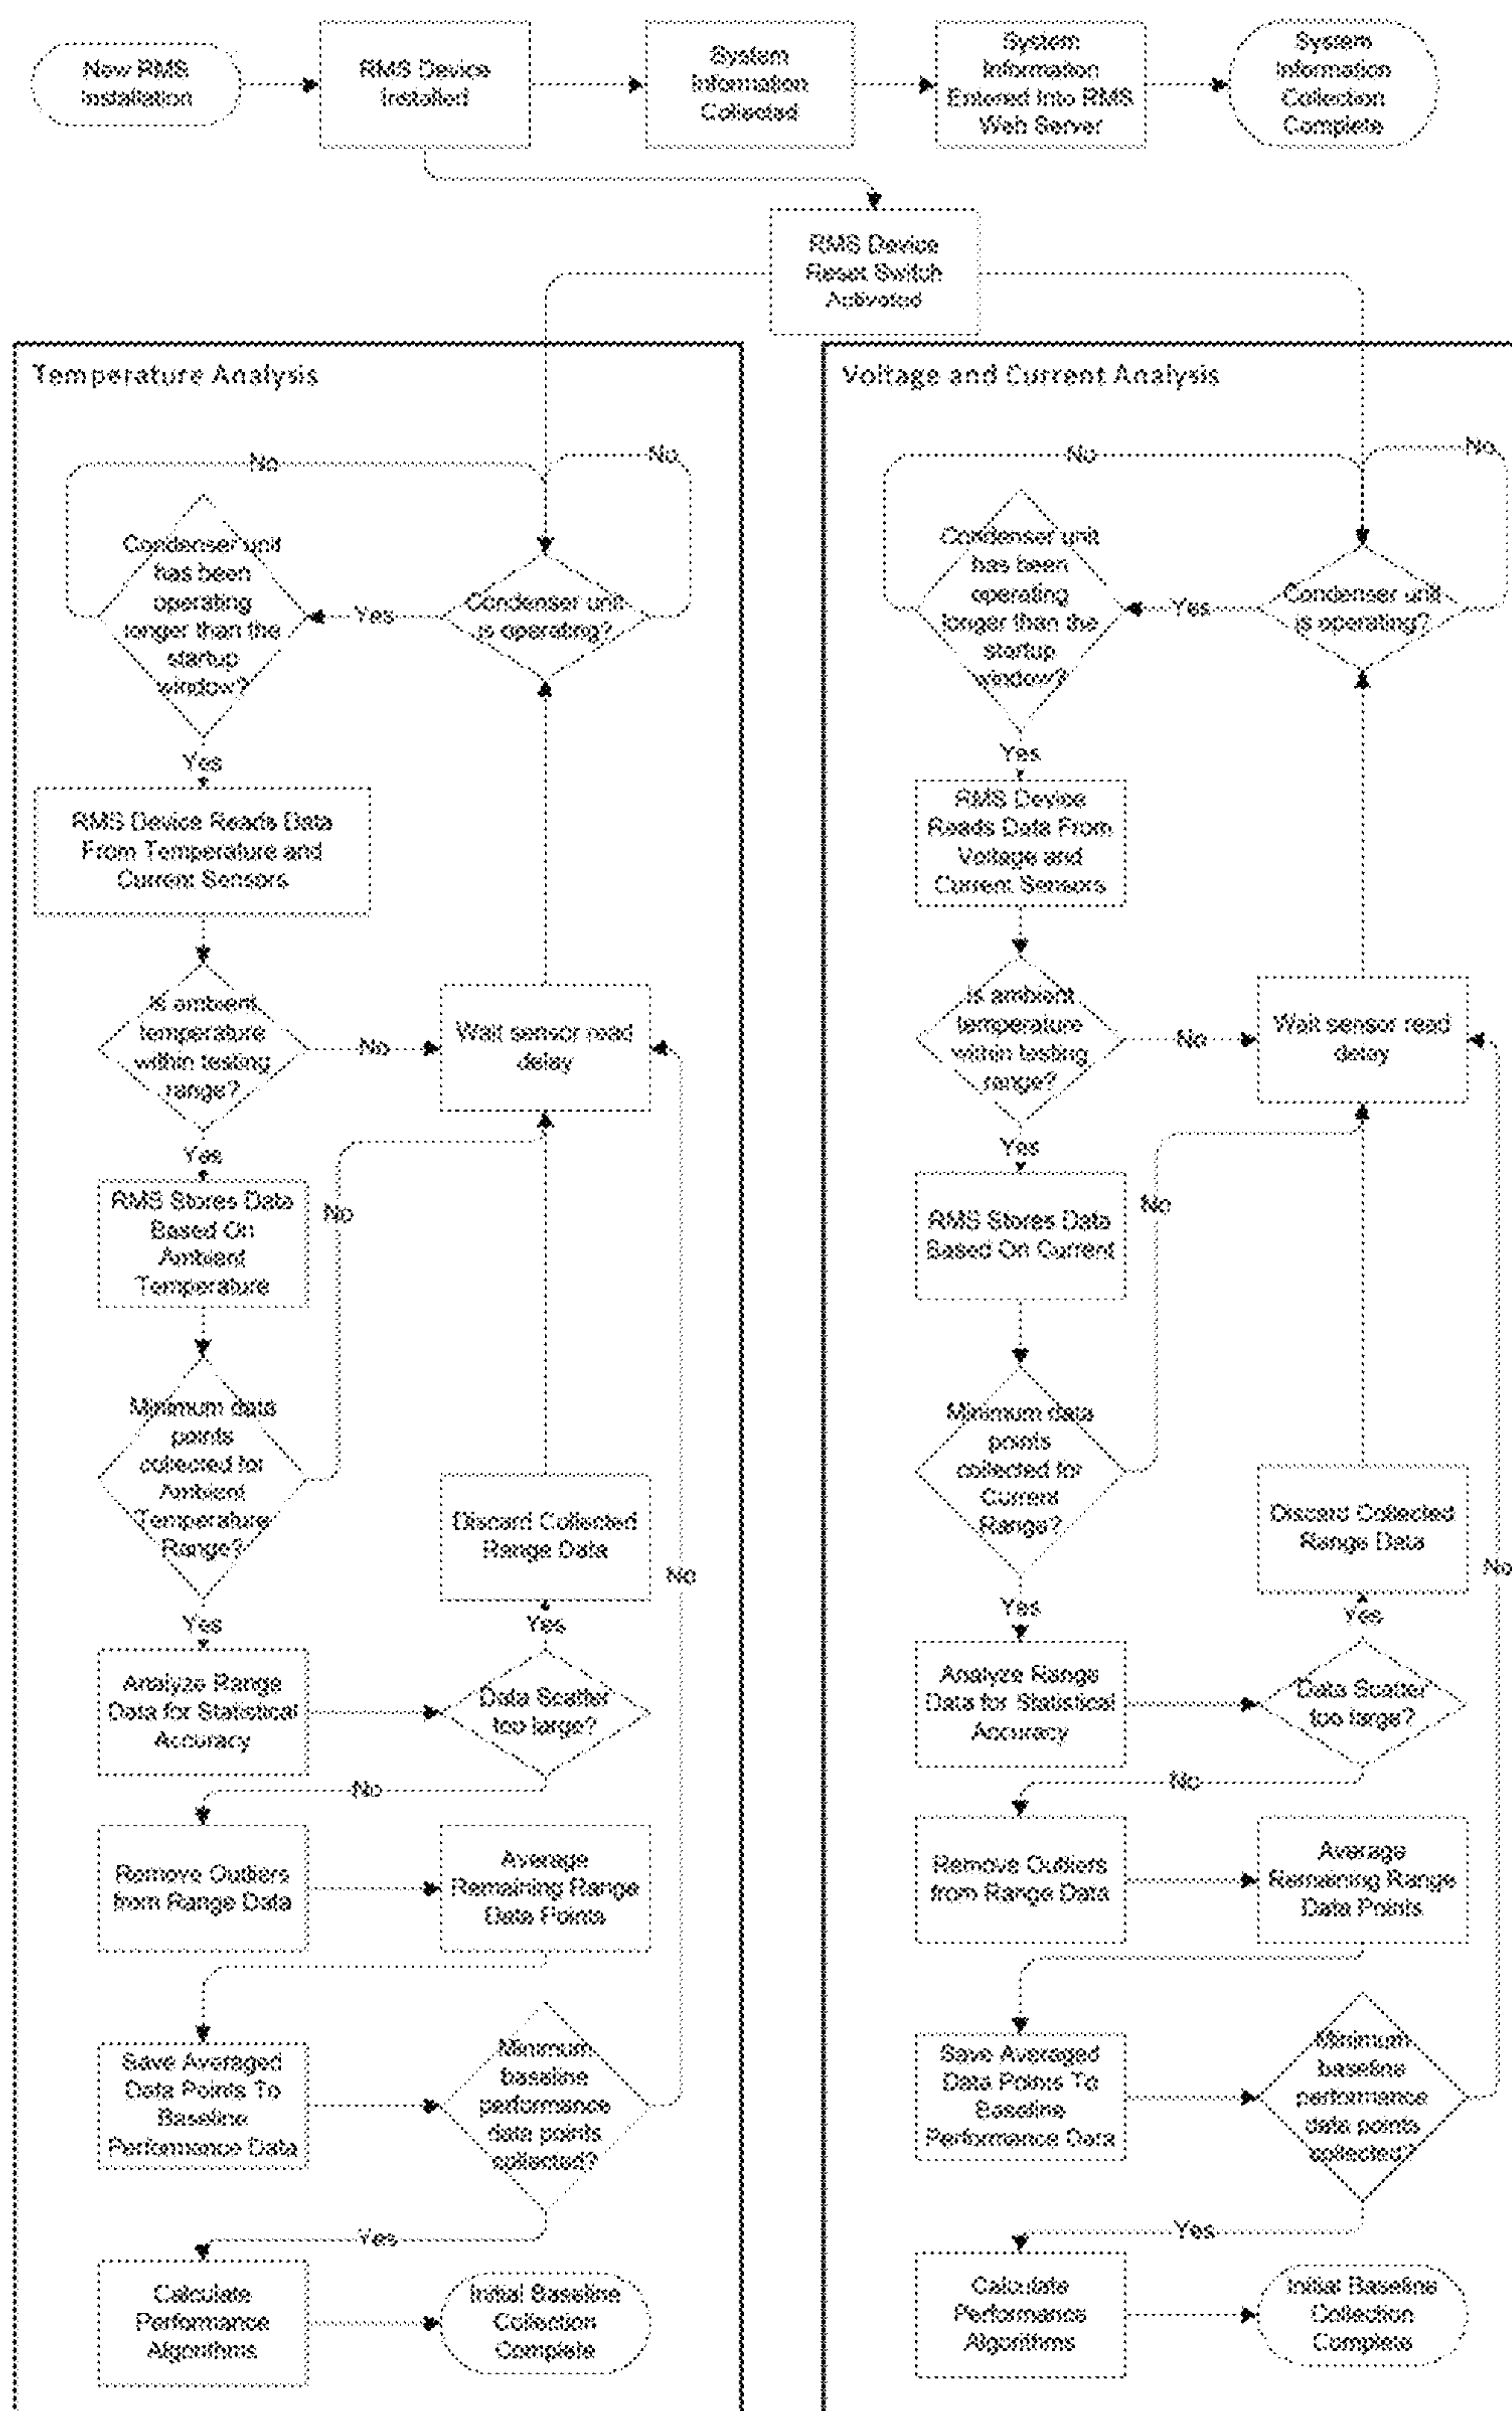 New RMS
Installation
RMS Device
Installed
System
Information
Collected
System
Information
Entered Into RMS
Web Server
System
Information
Collection
Complete
RMS Device
Reset Switch
Activated
Temperature Analysis
No
No
Condenser unit
has been
operating
longer than the
startup
window?
Yes
Condenser unit
is operating?
Yes
RMS Device Reads Data
From Temperature and
Current Sensors
Is ambient
temperature
within testing
range?
No
Wait sensor read
delay
Yes
RMS Stores Data
Based On
Ambient
Temperature
No
Minimum data
points
collected for
Ambient
Temperature
Range?
Discard Collected
Range Data
No
Yes
Yes
Analyze Range
Data for Statistical
Accuracy
Data Scatter
too large?
No
Remove Outliers
from Range Data
Average
Remaining Range
Data Points
Save Averaged
Data Points To
Baseline
Performance Data
Minimum
baseline
performance
data points
collected?
Yes
Calculate
Performance
Algorithms
Initial Baseline
Collection
Complete
Voltage and Current Analysis
No
No
Condenser unit
has been
operating
longer than the
startup
window?
Yes
Condenser unit
is operating?
Yes
RMS Device
Reads Data From
Voltage and
Current Sensors
Is ambient
temperature
within testing
range?
No
Wait sensor read
delay
Yes
RMS Stores Data
Based On Current
No
Minimum data
points
collected for
Current
Range?
Discard Collected
Range Data
No
Yes
Yes
Analyze Range
Data for Statistical
Accuracy
Data Scatter
too large?
No
Remove Outliers
from Range Data
Average
Remaining Range
Data Points
Save Averaged
Data Points To
Baseline
Performance Data
Minimum
baseline
performance
data points
collected?
Yes
Calculate
Performance
Algorithms
Initial Baseline
Collection
Complete